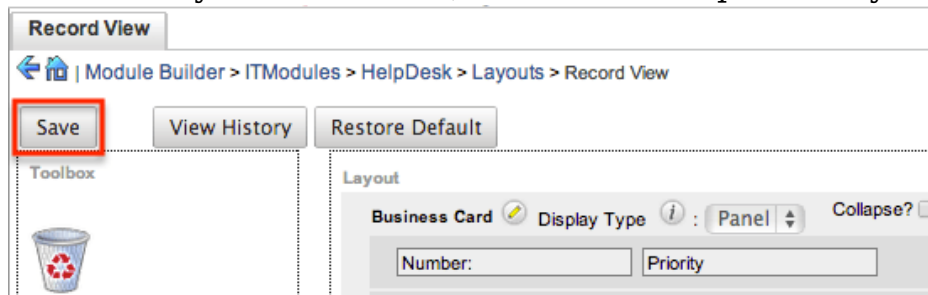 Record View
| Module Builder > ITModules > HelpDesk > Layouts > Record View
Save View History Restore Default
Toolbox
Layout
Business Card Display Type i : Panel Collapse?
Number: Priority